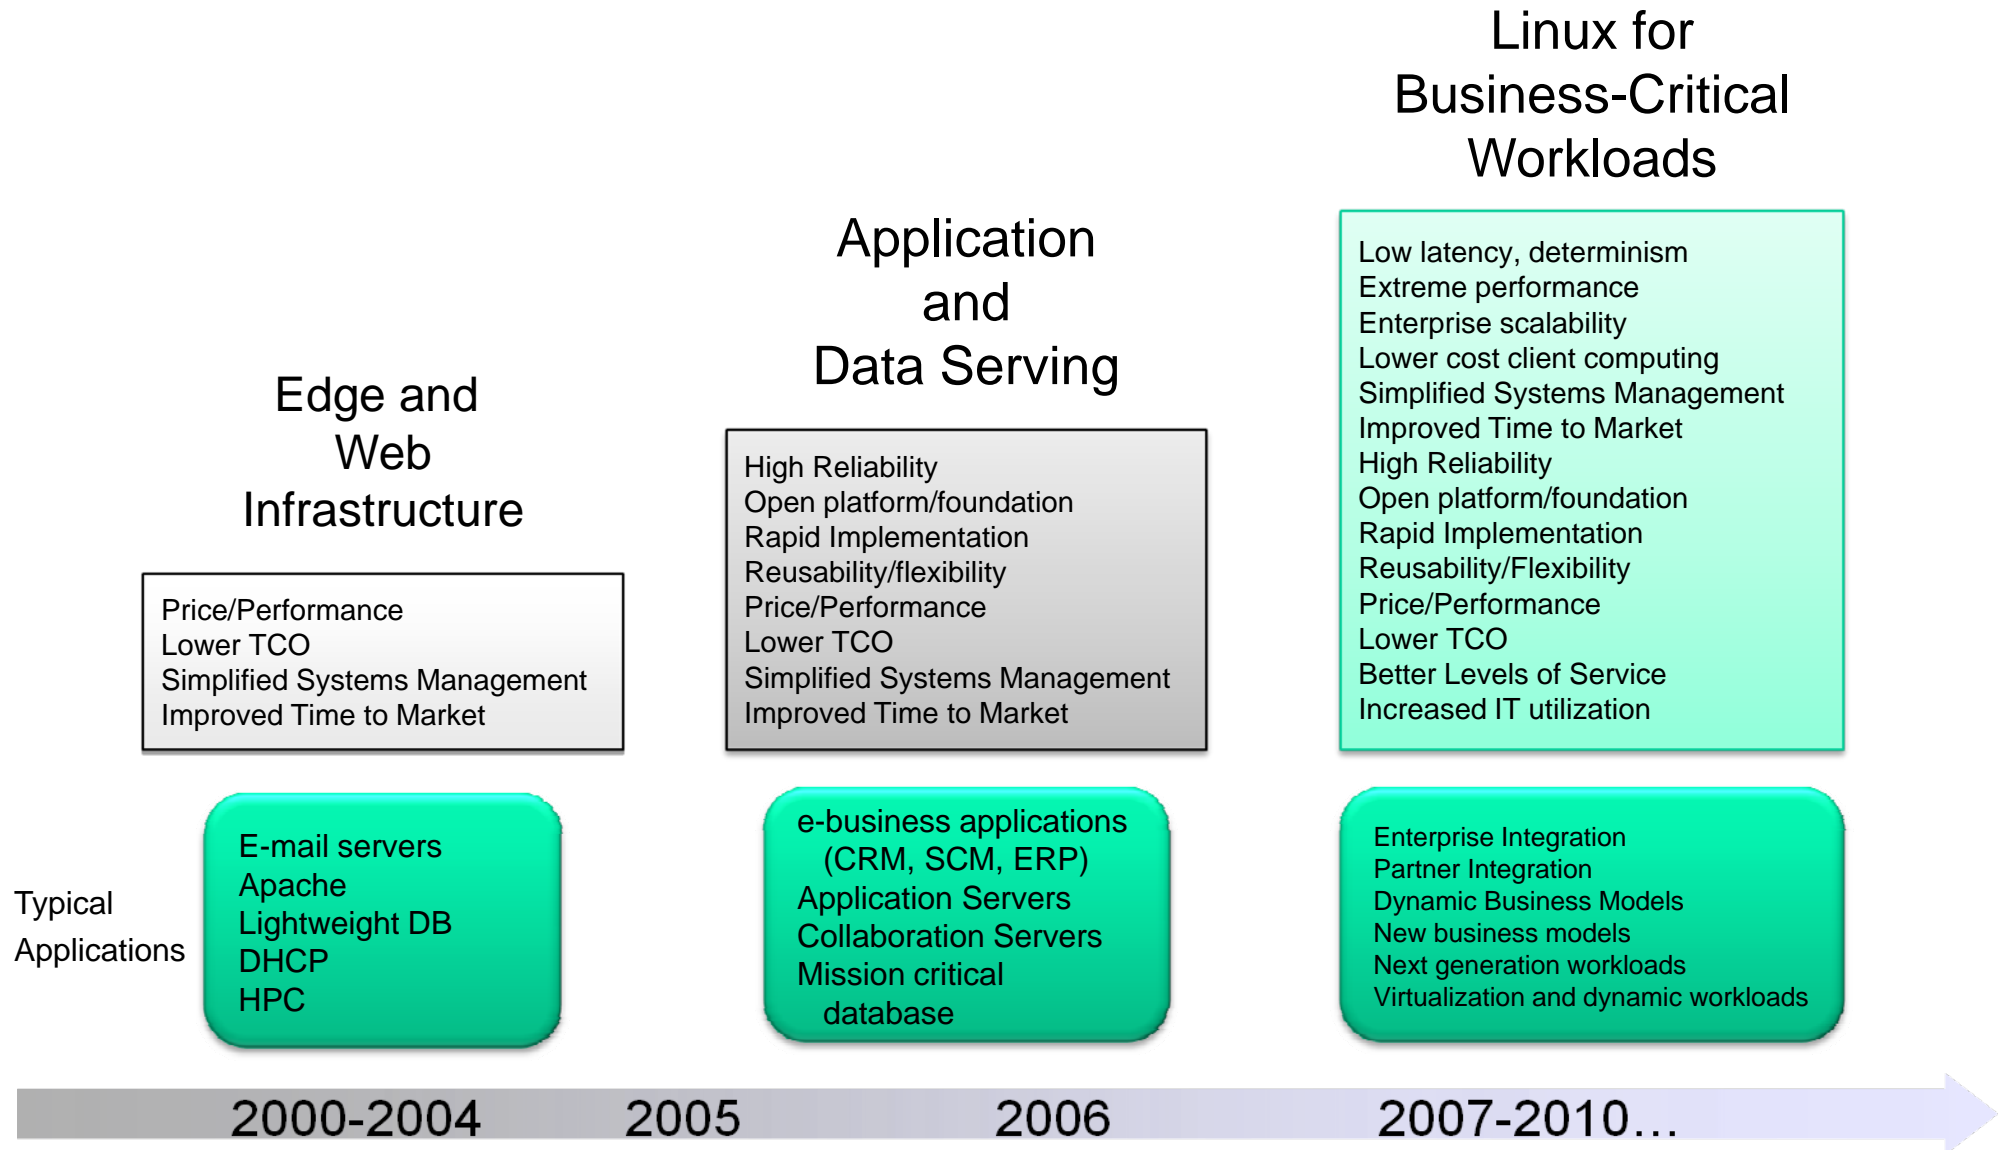 Edge and
Web
Infrastructure
Price/Performance
Lower TCO
Simplified Systems Management
Improved Time to Market
Application
and
Data Serving
High Reliability
Open platform/foundation
Rapid Implementation
Reusability/flexibility
Price/Performance
Lower TCO
Simplified Systems Management
Improved Time to Market
Linux for
Business-Critical
Workloads
Low latency, determinism
Extreme performance
Enterprise scalability
Lower cost client computing
Simplified Systems Management
Improved Time to Market
High Reliability
Open platform/foundation
Rapid Implementation
Reusability/Flexibility
Price/Performance
Lower TCO
Better Levels of Service
Increased IT utilization
Typical
Applications
E-mail servers
Apache
Lightweight DB
DHCP
HPC
e-business applications
(CRM, SCM, ERP)
Application Servers
Collaboration Servers
Mission critical
database
Enterprise Integration
Partner Integration
Dynamic Business Models
New business models
Next generation workloads
Virtualization and dynamic workloads
2000-2004 2005 2006 2007-2010...